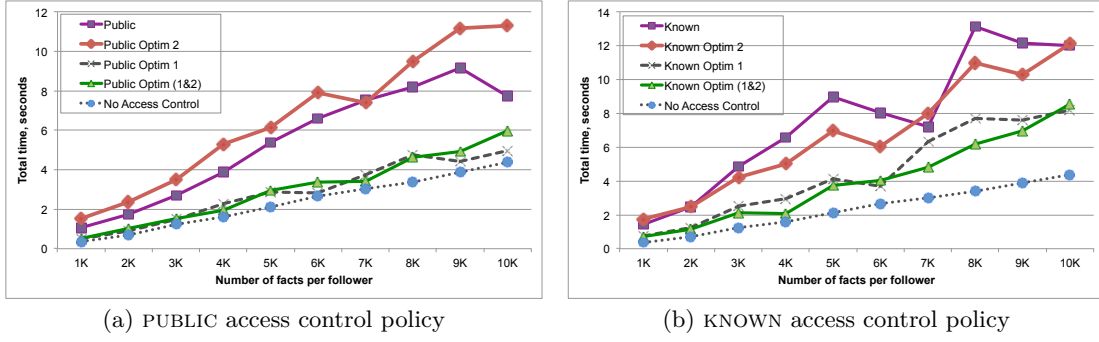 12
10
8
6
4
2
0
Total time, seconds
Public
Public Optim 2
Public Optim 1
Public Optim (1&2)
No Access Control
1K 2K 3K 4K 5K 6K 7K 8K 9K 10K
Number of facts per follower
(a) PUBLIC access control policy
14
12
10
8
6
4
2
0
Total time, seconds
Known
Known Optim 2
Known Optim 1
Known Optim (1&2)
No Access Control
1K 2K 3K 4K 5K 6K 7K 8K 9K 10K
Number of facts per follower
(b) KNOWN access control policy